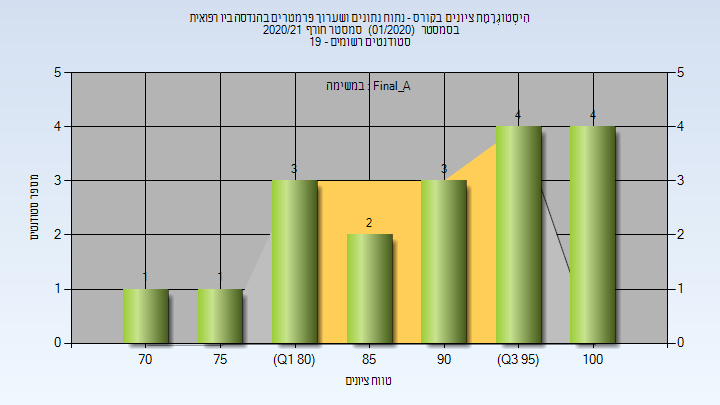 הִיסְטוֹגְרָמַת ציונים בקורס - נתוח נתונים ושערוך פרמטרים בהנדסה ביו רפואית
בסמסטר (01/2020) סמסטר חורף 2020/21
סטודנטים רשומים - 19
במשימה : Final_A
5 5
4 4
3 3
2 2
1 1
0 0
1 1 3 2 3 4 4
מספר סטודנטים
70 75 (Q1 80) 85 90 (Q3 95) 100
טווח ציונים